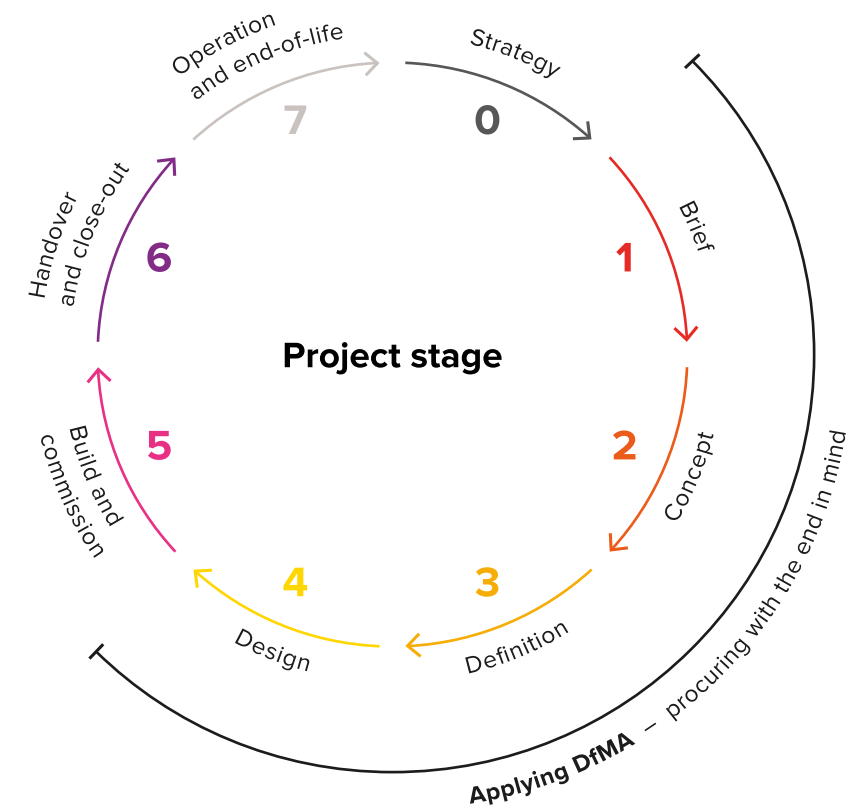 Project stage
0
Strategy
1
Brief
2
Concept
3
Definition
4
Design
5
Build and
commission
6
Handover
and close-out
7
Operation
and end-of-life
Applying DfMA – procuring with the end in mind